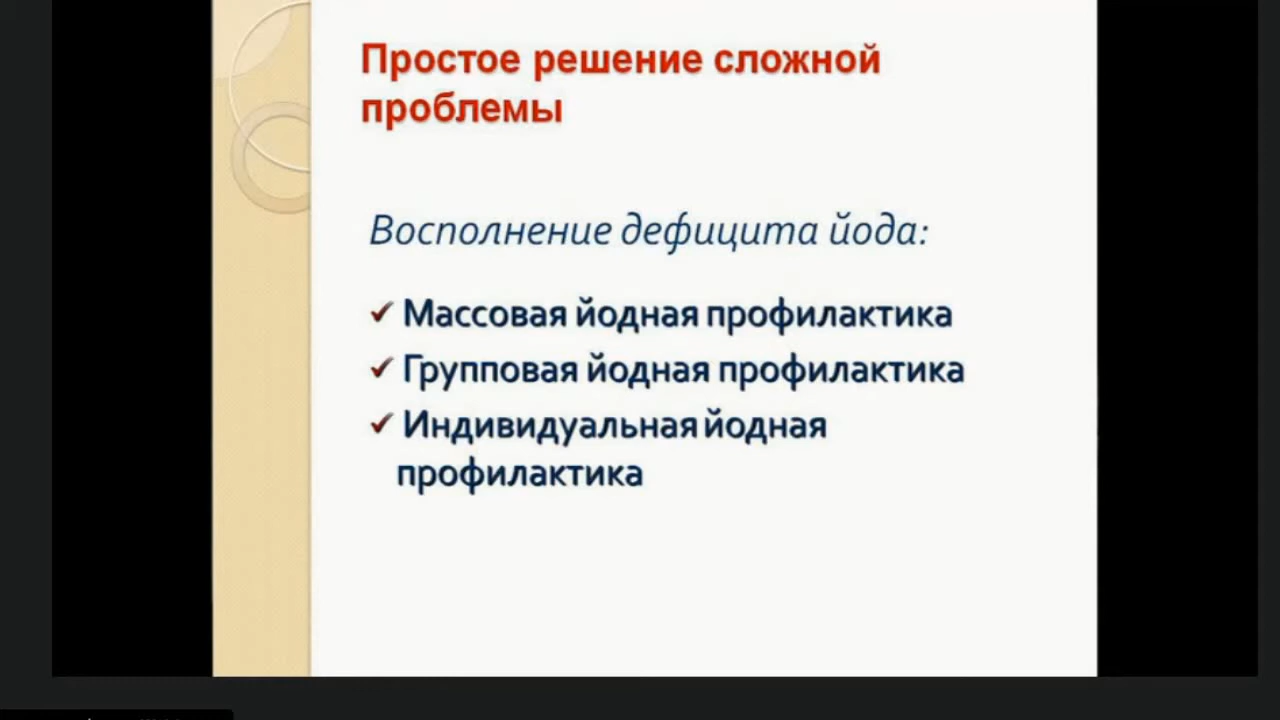 Простое решение сложной
проблемы
Восполнение дефицита йода:
✓ Массовая йодная профилактика
✓ Групповая йодная профилактика
✓ Индивидуальная йодная
профилактика